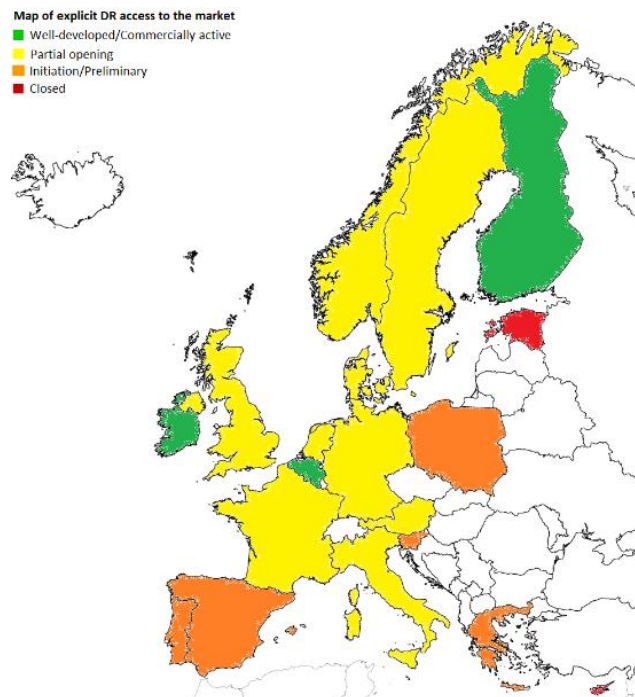 Map of explicit DR access to the market
Well-developed/Commercially active
Partial opening
Initiation/Preliminary
Closed